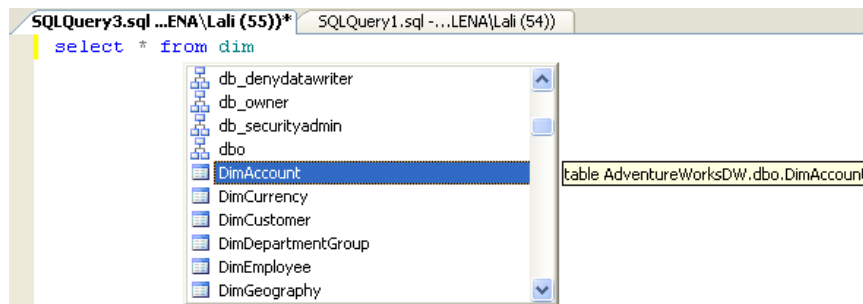 SQLQuery3.sql ...ENA\Lali (55))* SQLQuery1.sql -...LENA\Lali (54))
select * from dim
db_denydatawriter
db_owner
db_securityadmin
dbo
DimAccount table AdventureWorksDW.dbo.DimAccount
DimCurrency
DimCustomer
DimDepartmentGroup
DimEmployee
DimGeography